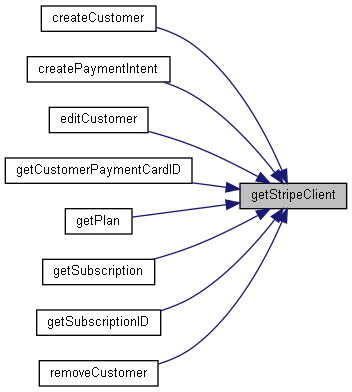 createCustomer
createPaymentIntent
editCustomer
getCustomerPaymentCardID
getStripeClient
getPlan
getSubscription
getSubscriptionID
removeCustomer